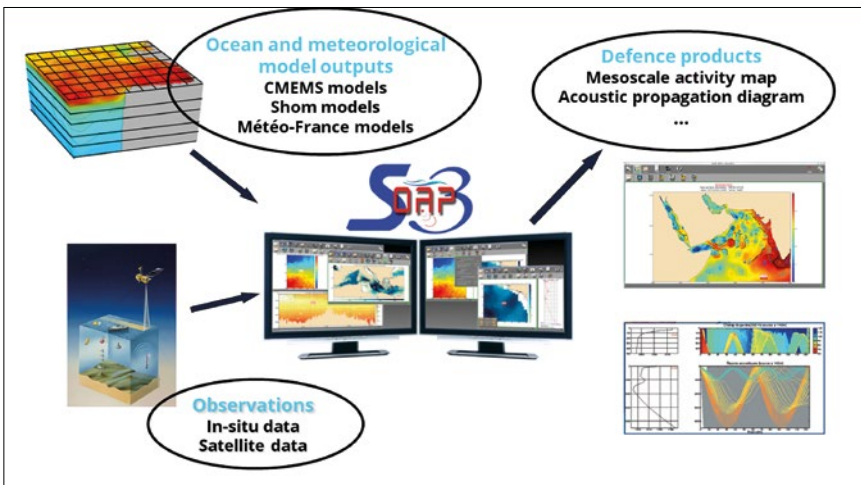 Ocean and meteorological
model outputs
CMEMS models
Shom models
Météo-France models
Defence products
Mesoscale activity map
Acoustic propagation diagram
...
SOAP3
Observations
In-situ data
Satellite data